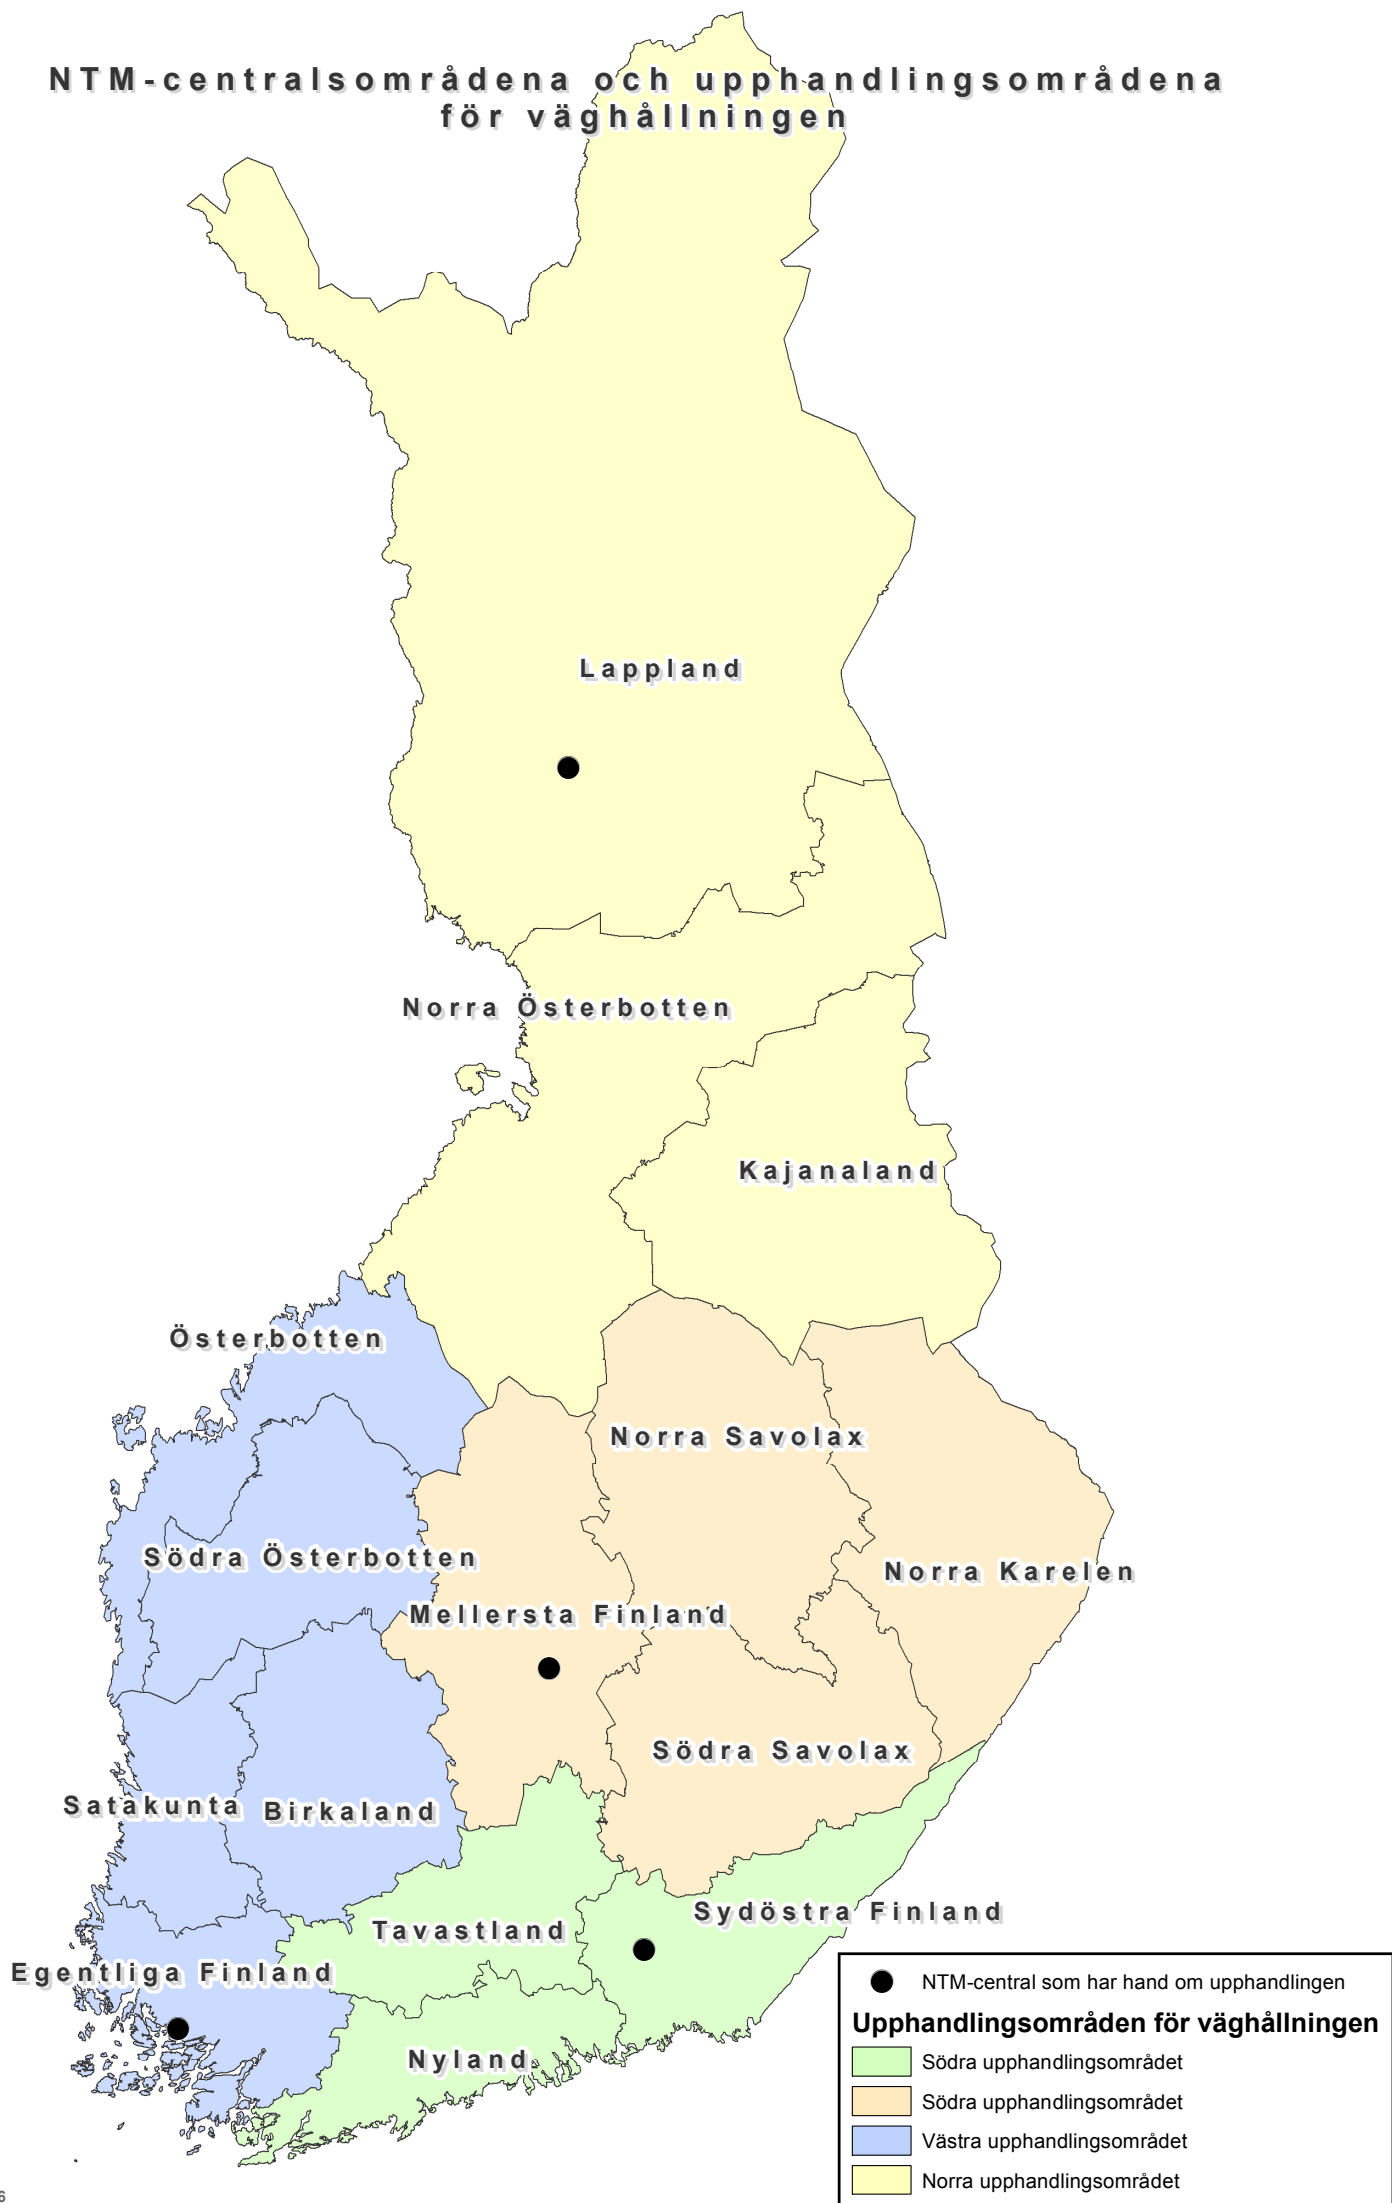 NTM-centralsområdena och upphandlingsområdena
för väghållningen
Lappland
Norra Österbotten
Kajanaland
Österbotten
Norra Savolax
Södra Österbotten
Norra Karelen
Mellersta Finland
Södra Savolax
Satakunta
Birkaland
Sydöstra Finland
Tavastland
Egentliga Finland
Nyland
NTM-central som har hand om upphandlingen
Upphandlingsområden för väghållningen
Södra upphandlingsområdet
Södra upphandlingsområdet
Västra upphandlingsområdet
Norra upphandlingsområdet
6